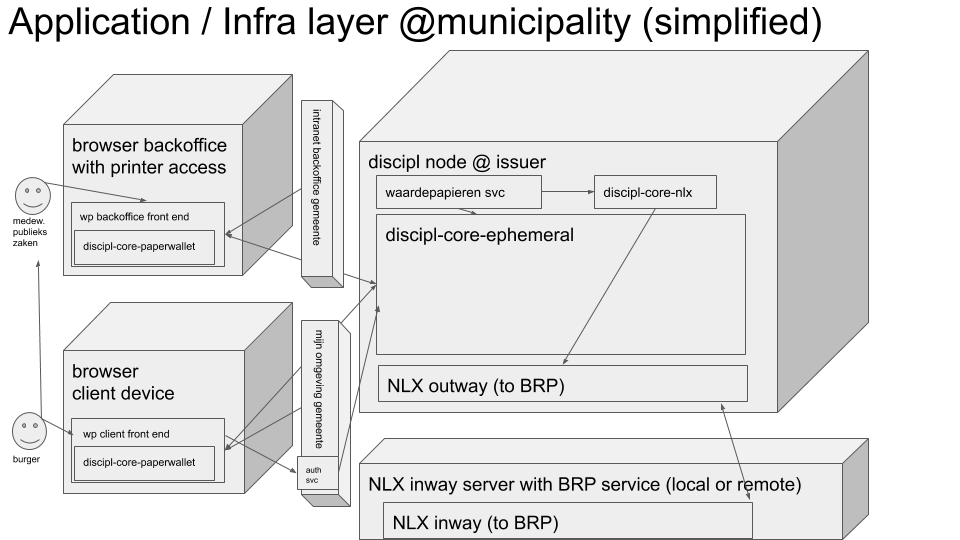 Application / Infra layer @municipality (simplified)
browser backoffice
with printer access
wp backoffice front end
discipl-core-paperwallet
medew.
publieks
zaken
intranet backoffice gemeente
discipl node @ issuer
waardepapieren svc
discipl-core-nlx
discipl-core-ephemeral
NLX outway (to BRP)
browser
client device
wp client front end
discipl-core-paperwallet
burger
mijn omgeving gemeente
auth
svc
NLX inway server with BRP service (local or remote)
NLX inway (to BRP)